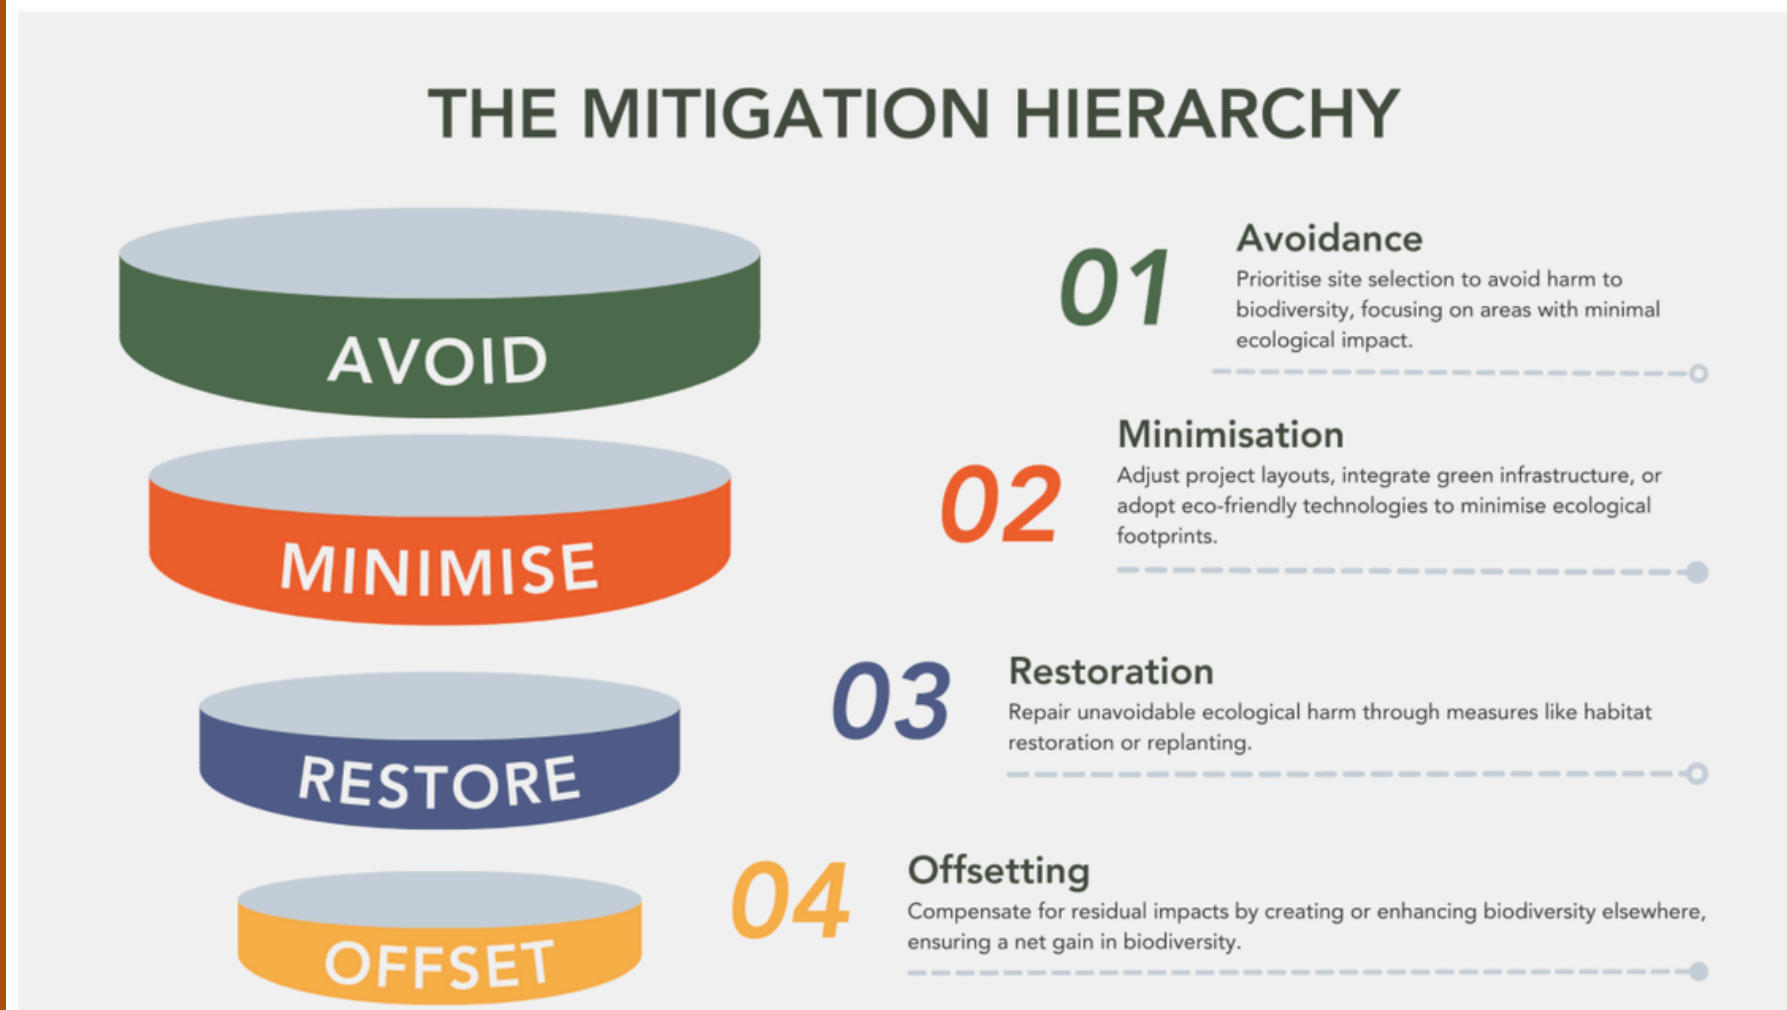 THE MITIGATION HIERARCHY
AVOID
01
Avoidance
Prioritise site selection to avoid harm to
biodiversity, focusing on areas with minimal
ecological impact.
MINIMISE
02
Minimisation
Adjust project layouts, integrate green infrastructure, or
adopt eco-friendly technologies to minimise ecological
footprints.
RESTORE
03
Restoration
Repair unavoidable ecological harm through measures like habitat
restoration or replanting.
OFFSET
04
Offsetting
Compensate for residual impacts by creating or enhancing biodiversity elsewhere,
ensuring a net gain in biodiversity.